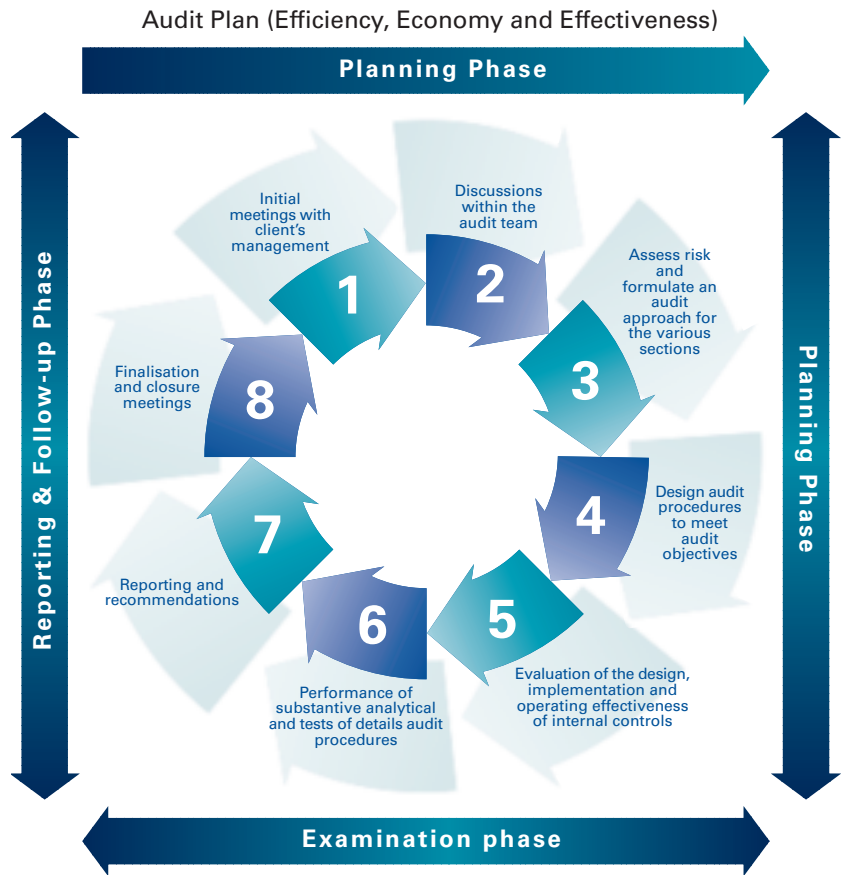 Audit Plan (Efficiency, Economy and Effectiveness)
Planning Phase
Initial
meetings with
client's
management
1
Discussions
within the
audit team
2
Assess risk
and
formulate an
audit
approach for
the various
sections
3
Planning Phase
Design audit
procedures
to meet
audit
objectives
4
Evaluation of the design,
implementation and
operating effectiveness
of internal controls
5
Performance of
substantive analytical
and tests of details audit
procedures
6
Reporting and
recommendations
7
Finalisation
and closure
meetings
8
Reporting & Follow-up Phase
Examination phase